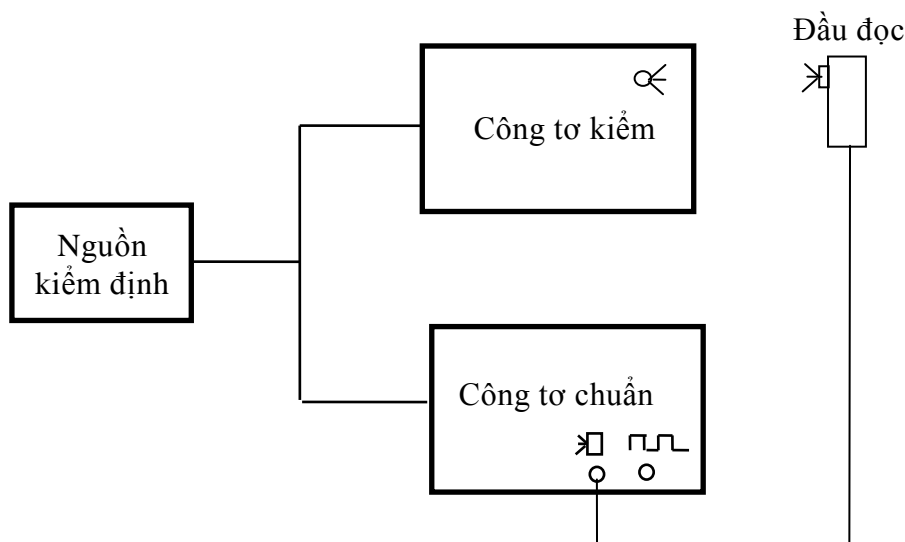 Đầu đọc
Công tơ kiểm
Nguồn
kiểm định
Công tơ chuẩn